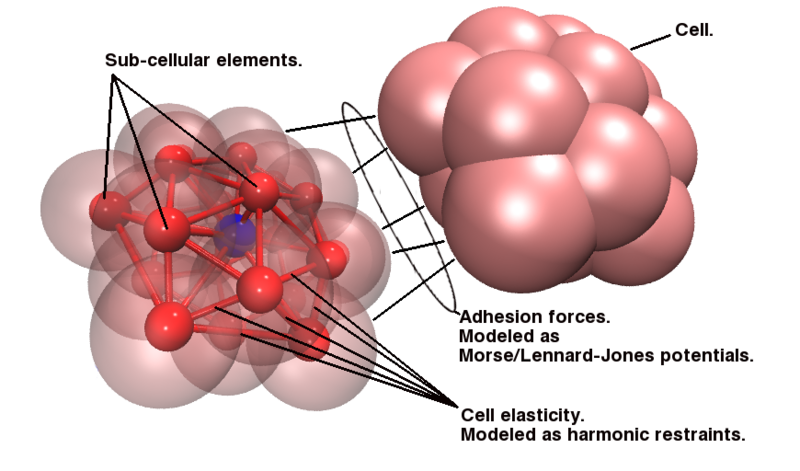 Cell.
Sub-cellular elements.
Adhesion forces.
Modeled as
Morse/Lennard-Jones potentials.
Cell elasticity.
Modeled as harmonic restraints.